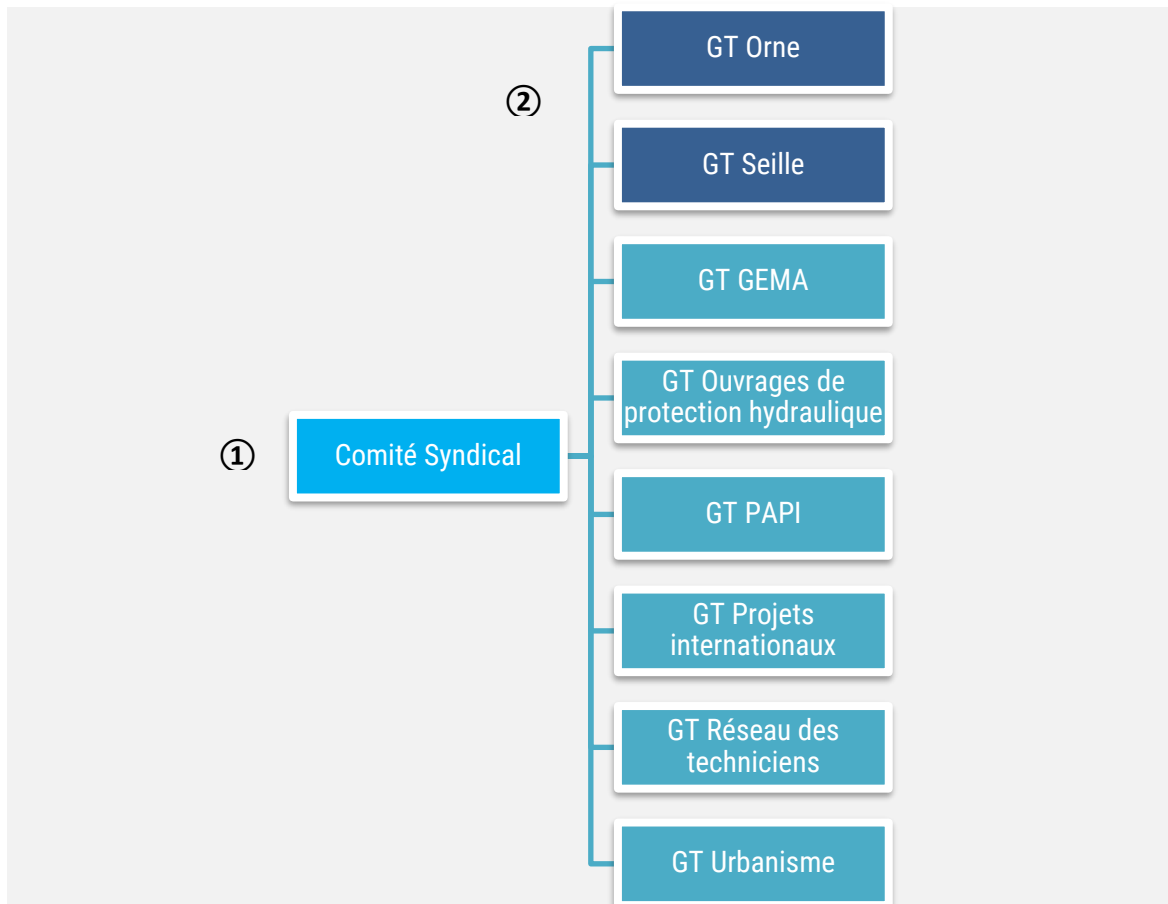 GT Orne
②
GT Seille
GT GEMA
GT Ouvrages de
protection hydraulique
①
Comité Syndical
GT PAPI
GT Projets
internationaux
GT Réseau des
techniciens
GT Urbanisme